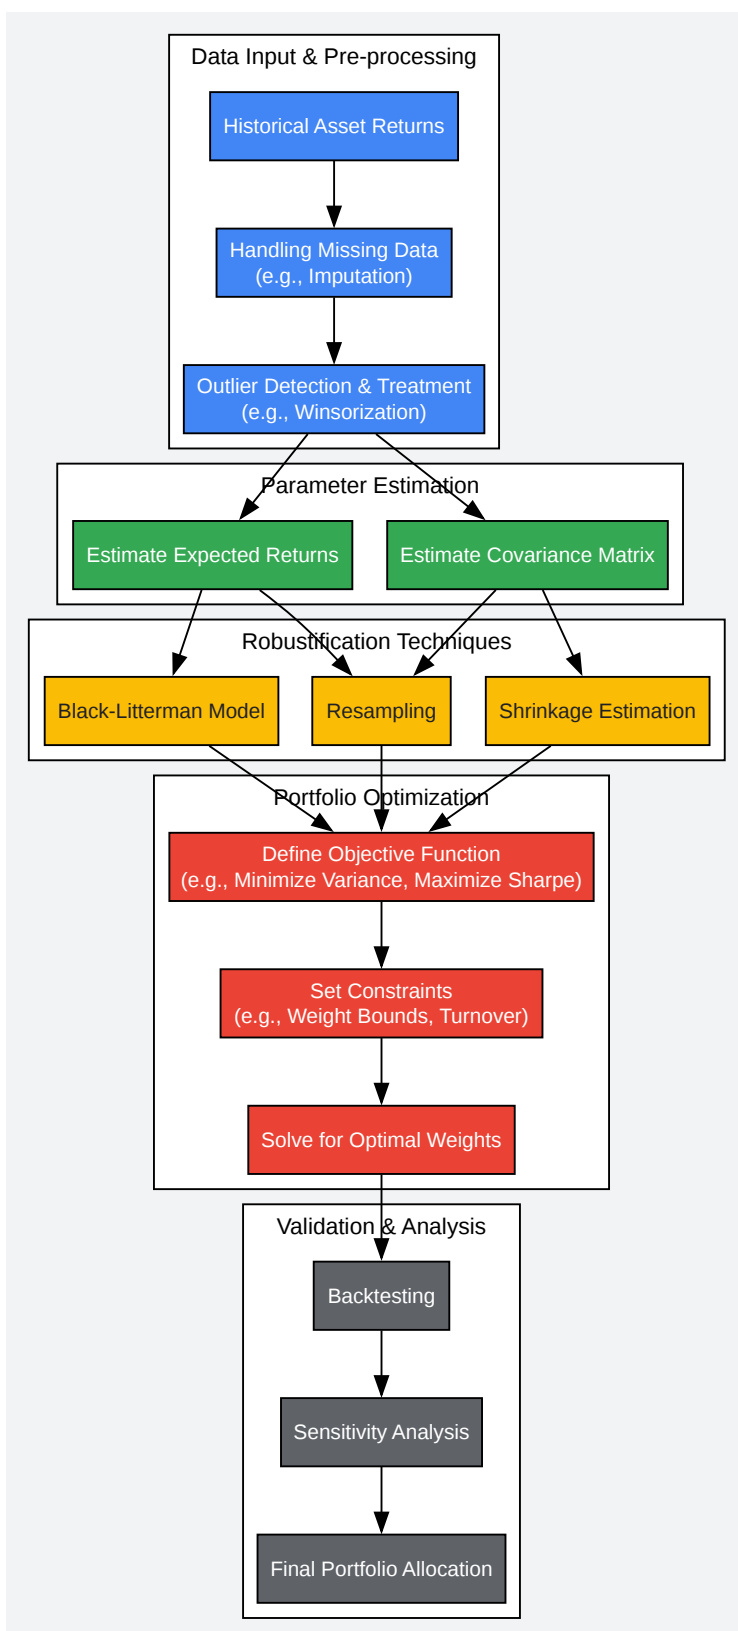 Data Input & Pre-processing
Historical Asset Returns
Handling Missing Data
(e.g., Imputation)
Outlier Detection & Treatment
(e.g., Winsorization)
Parameter Estimation
Estimate Expected Returns
Estimate Covariance Matrix
Robustification Techniques
Black-Litterman Model
Resampling
Shrinkage Estimation
Portfolio Optimization
Define Objective Function
(e.g., Minimize Variance, Maximize Sharpe)
Set Constraints
(e.g., Weight Bounds, Turnover)
Solve for Optimal Weights
Validation & Analysis
Backtesting
Sensitivity Analysis
Final Portfolio Allocation